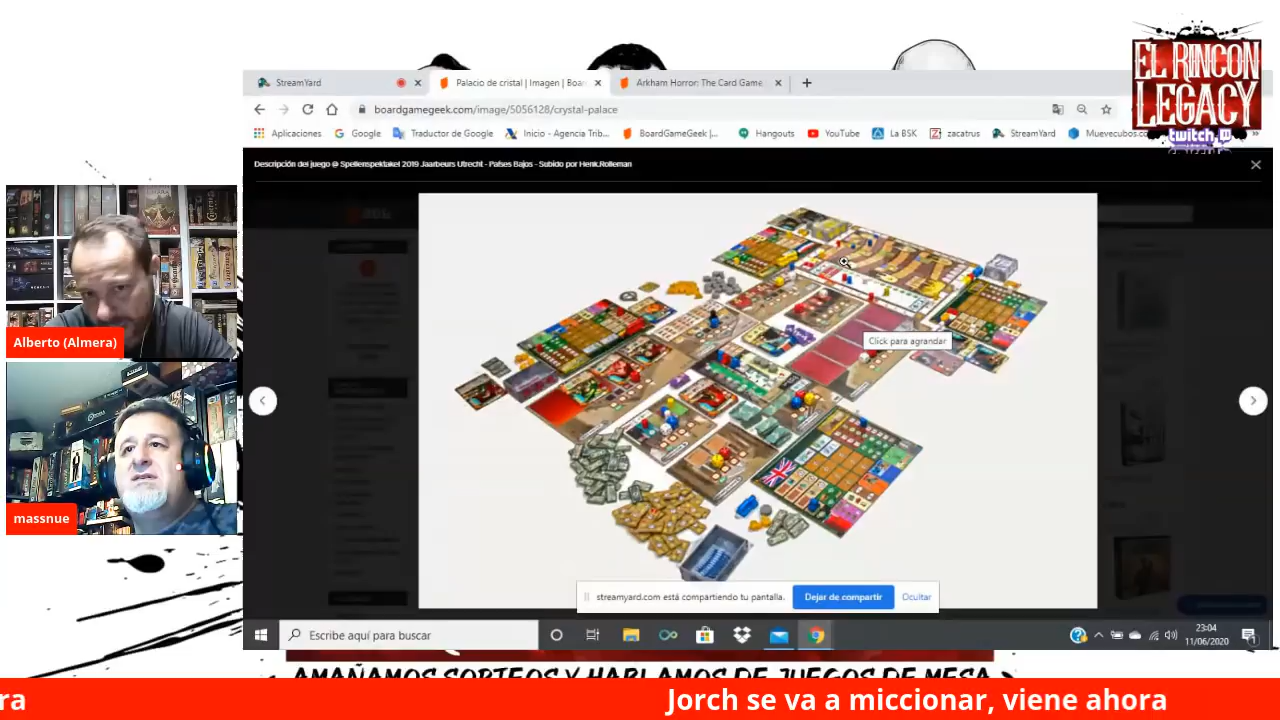 EL RINCON
LEGACY
twitch
StreamYard
Palacio de cristal | Imagen | Boar
Arkham Horror: The Card Game
boardgamegeek.com/image/5056128/crystal-palace
Aplicaciones
Google
Traductor de Google
Inicio - Agencia Trib...
BoardGameGeek |...
Hangouts
YouTube
La BSK
zacatrus
StreamYard
Muevecubos.co
Descripción del juego @ Spellenspektakel 2019 Jaarbeurs Utrecht - Países Bajos - Subido por Henk.Rolleman
Click para agrandar
Alberto (Almera)
massnue
streamyard.com está compartiendo tu pantalla.
Dejar de compartir
Ocultar
Escribe aquí para buscar
23:04
11/06/2020
AMAÑAMOS SORTEOS Y HABLAMOS DE JUEGOS DE MESA
ra
Jorch se va a miccionar, viene ahora